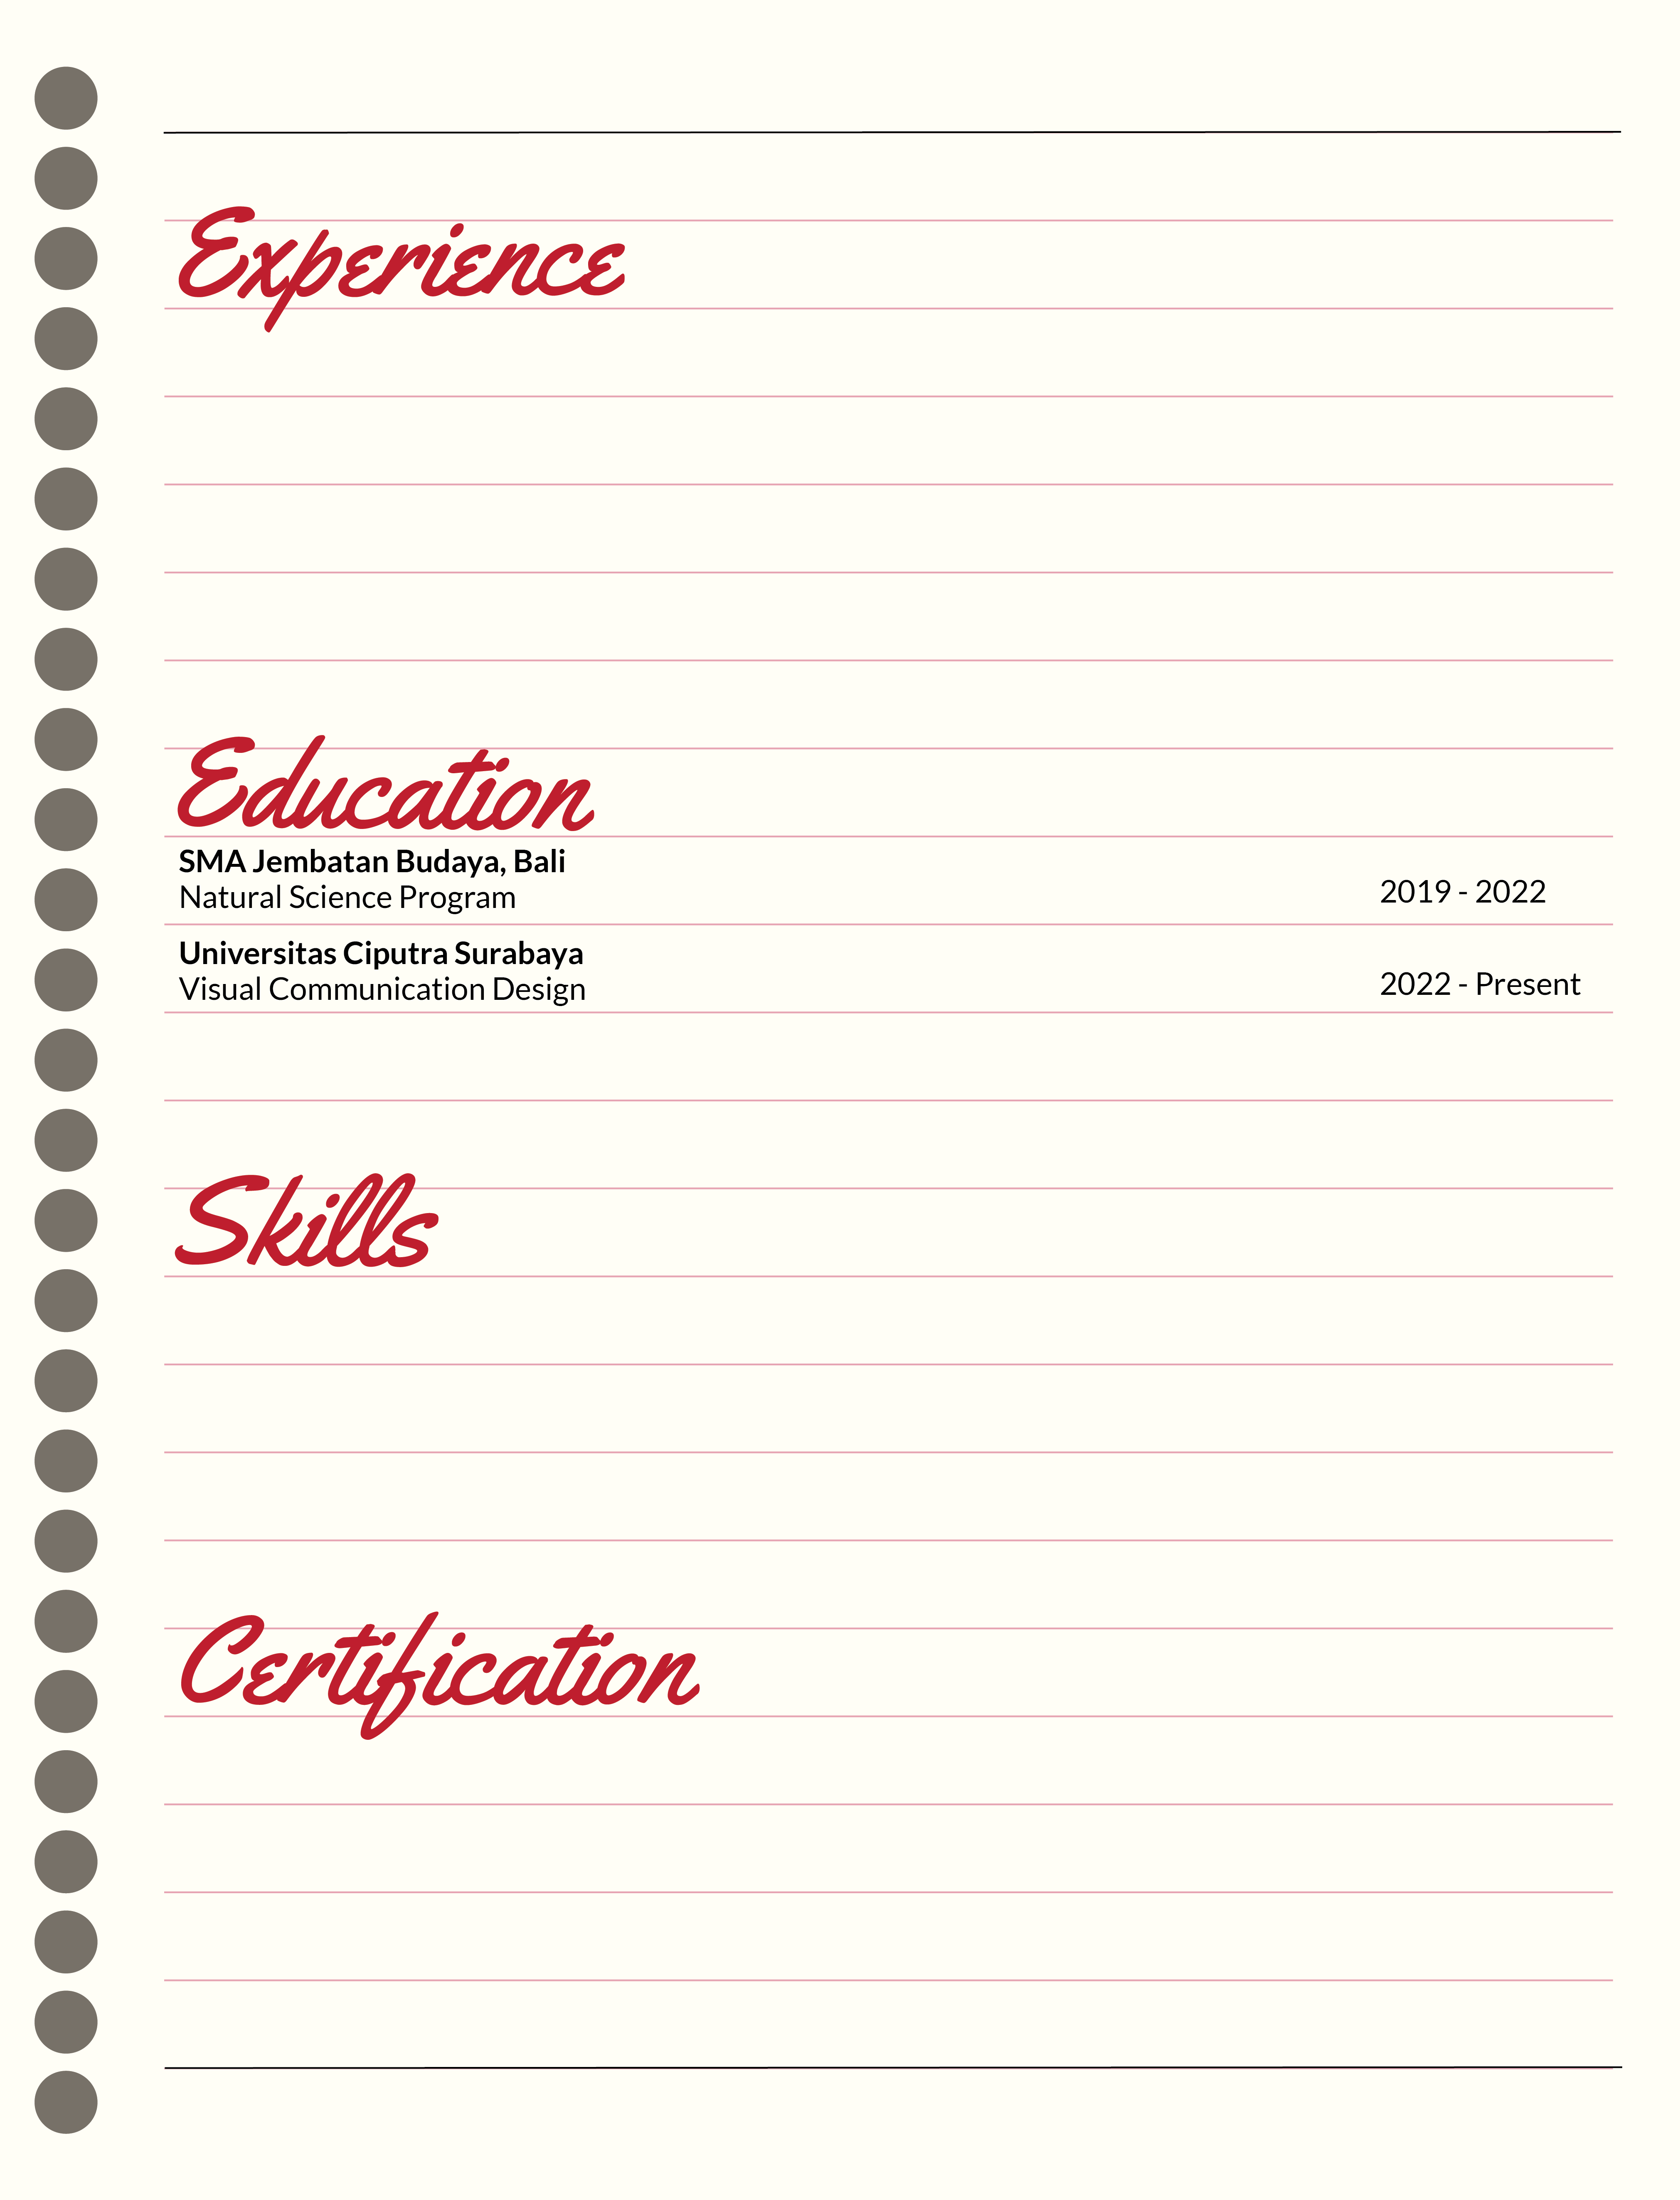 Experience
Education
SMA Jembatan Budaya, Bali
Natural Science Program
2019 - 2022
Universitas Ciputra Surabaya
Visual Communication Design
2022 - Present
Skills
Certification